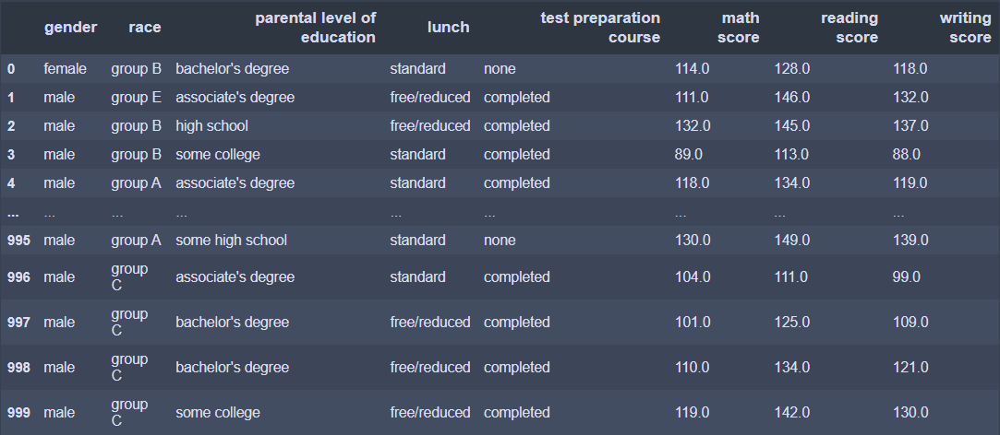 gender race parental level of education lunch test preparation course math score reading score writing score
0 female group B bachelor's degree standard none 114.0 128.0 118.0
1 male group E associate's degree free/reduced completed 111.0 146.0 132.0
2 male group B high school free/reduced completed 132.0 145.0 137.0
3 male group B some college standard completed 89.0 113.0 88.0
4 male group A associate's degree standard completed 118.0 134.0 119.0
... ... ... ... ... ... ... ... ...
995 male group A some high school standard none 130.0 149.0 139.0
996 male group C associate's degree standard completed 104.0 111.0 99.0
997 male group C bachelor's degree free/reduced completed 101.0 125.0 109.0
998 male group C bachelor's degree free/reduced completed 110.0 134.0 121.0
999 male group C some college free/reduced completed 119.0 142.0 130.0